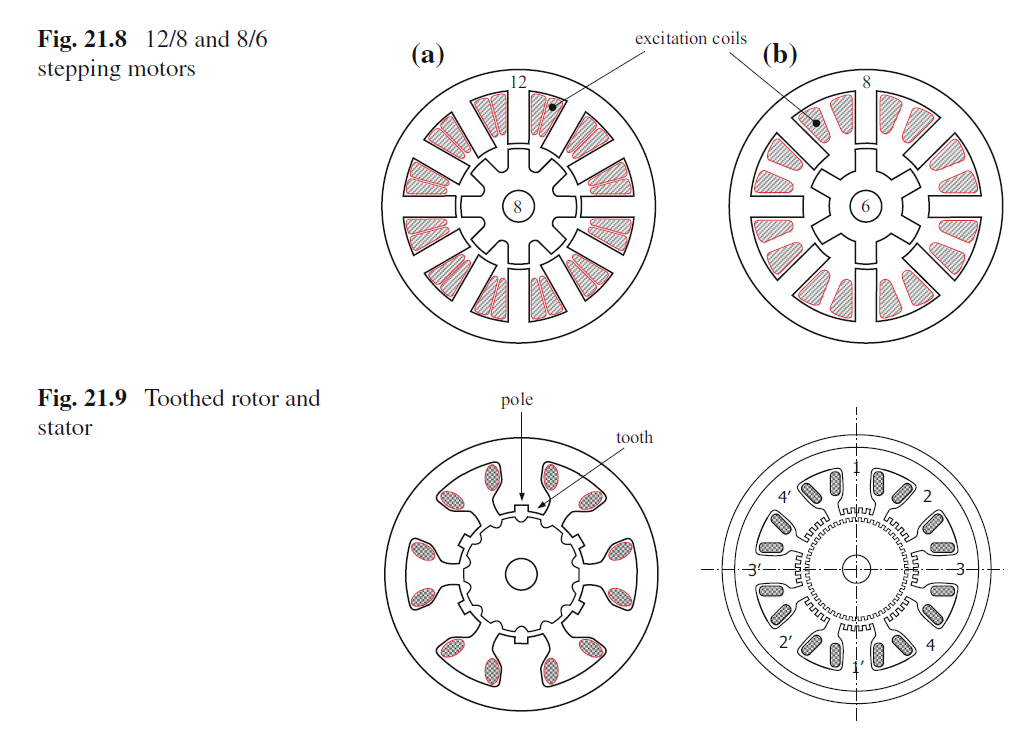 Fig. 21.8 12/8 and 8/6
stepping motors
(a)
excitation coils
(b)
12
8
8
6
Fig. 21.9 Toothed rotor and
stator
pole
tooth
1
4′
2
3′
3
2′
4
1′